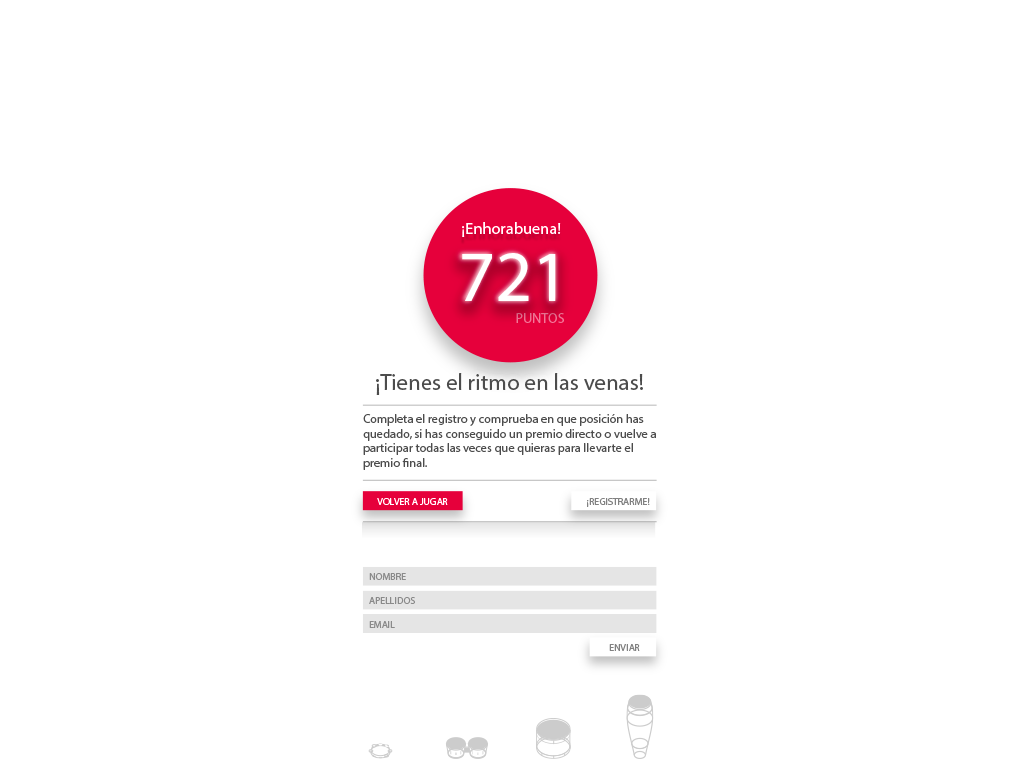 ¡Enhorabuena!
721
PUNTOS
¡Tienes el ritmo en las venas!
Completa el registro y comprueba en que posición has
quedado, si has conseguido un premio directo o vuelve a
participar todas las veces que quieras para llevarte el
premio final.
VOLVER A JUGAR
¡REGISTRARME!
NOMBRE
APELLIDOS
EMAIL
ENVIAR